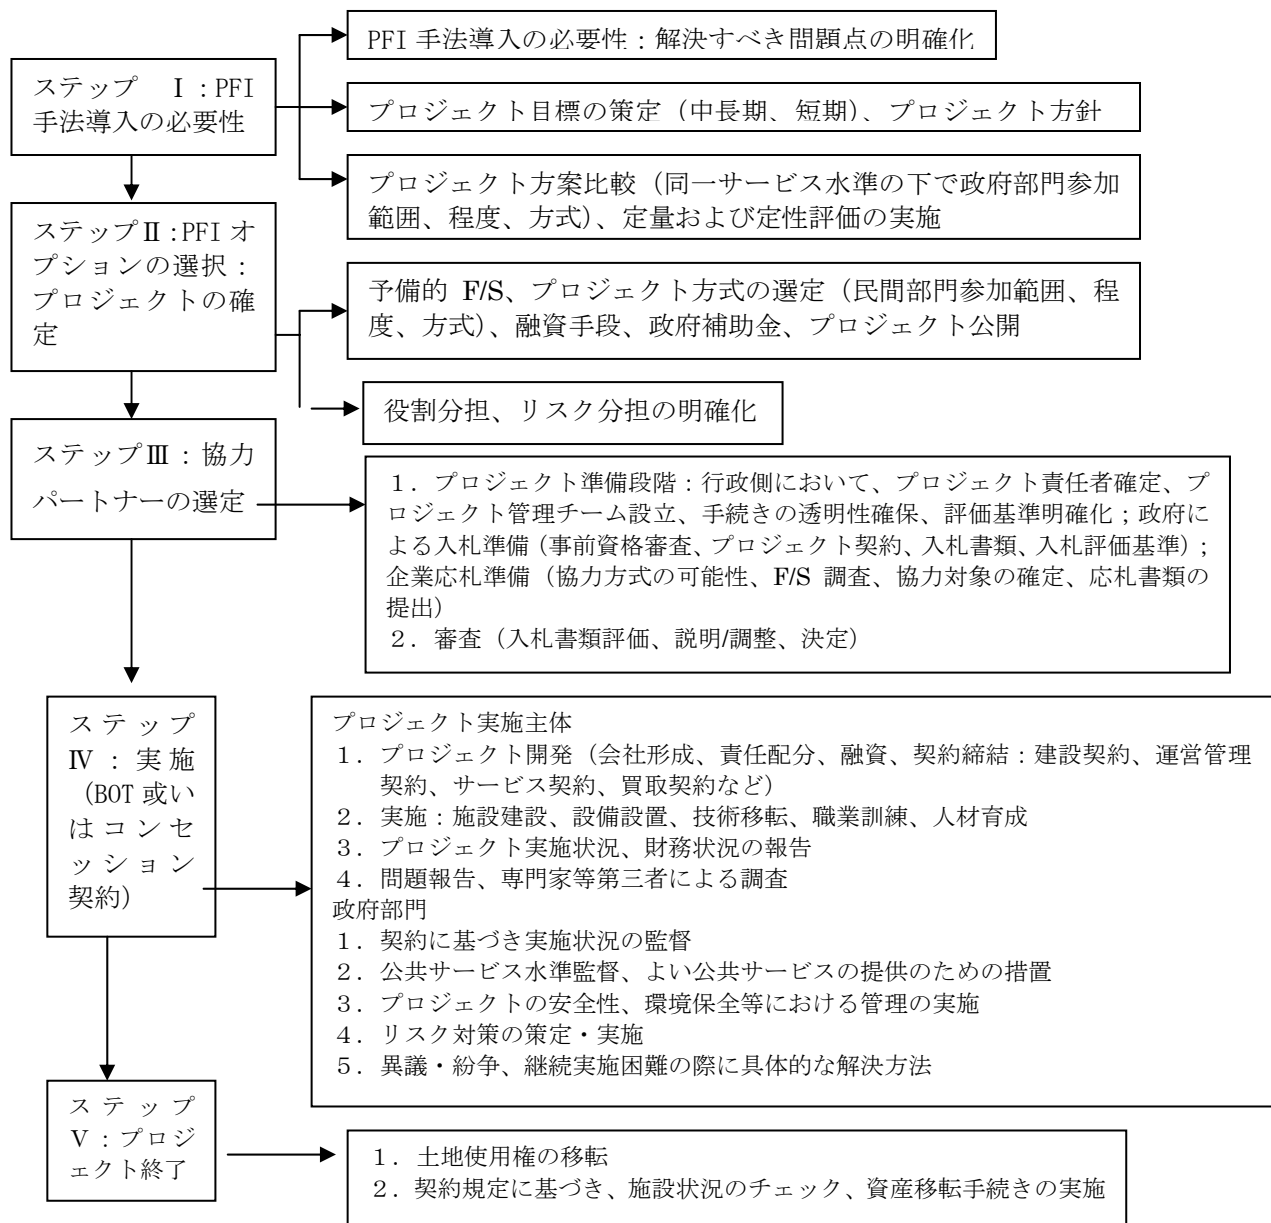 PFI 手法導入の必要性：解決すべき問題点の明確化
ステップ　Ⅰ：PFI
手法導入の必要性
プロジェクト目標の策定（中長期、短期）、プロジェクト方針
プロジェクト方案比較（同一サービス水準の下で政府部門参加
範囲、程度、方式）、定量および定性評価の実施
ステップⅡ：PFI オ
プションの選択：
プロジェクトの確
定
予備的 F/S、プロジェクト方式の選定（民間部門参加範囲、程
度、方式）、融資手段、政府補助金、プロジェクト公開
役割分担、リスク分担の明確化
ステップⅢ：協力
パートナーの選定
１．プロジェクト準備段階：行政側において、プロジェクト責任者確定、プ
ロジェクト管理チーム設立、手続きの透明性確保、評価基準明確化；政府に
よる入札準備（事前資格審査、プロジェクト契約、入札書類、入札評価基準）；
企業応札準備（協力方式の可能性、F/S 調査、協力対象の確定、応札書類の
提出）
２．審査（入札書類評価、説明/調整、決定）
ステップ
Ⅳ：実施
（BOT 或い
はコンセ
ッション
契約）
プロジェクト実施主体
１．プロジェクト開発（会社形成、責任配分、融資、契約締結：建設契約、運営管理
契約、サービス契約、買取契約など）
２．実施：施設建設、設備設置、技術移転、職業訓練、人材育成
３．プロジェクト実施状況、財務状況の報告
４．問題報告、専門家等第三者による調査
政府部門
１．契約に基づき実施状況の監督
２．公共サービス水準監督、よい公共サービスの提供のための措置
３．プロジェクトの安全性、環境保全等における管理の実施
４．リスク対策の策定・実施
５．異議・紛争、継続実施困難の際に具体的な解決方法
ステップ
Ⅴ：プロジ
ェクト終了
１．土地使用権の移転
２．契約規定に基づき、施設状況のチェック、資産移転手続きの実施